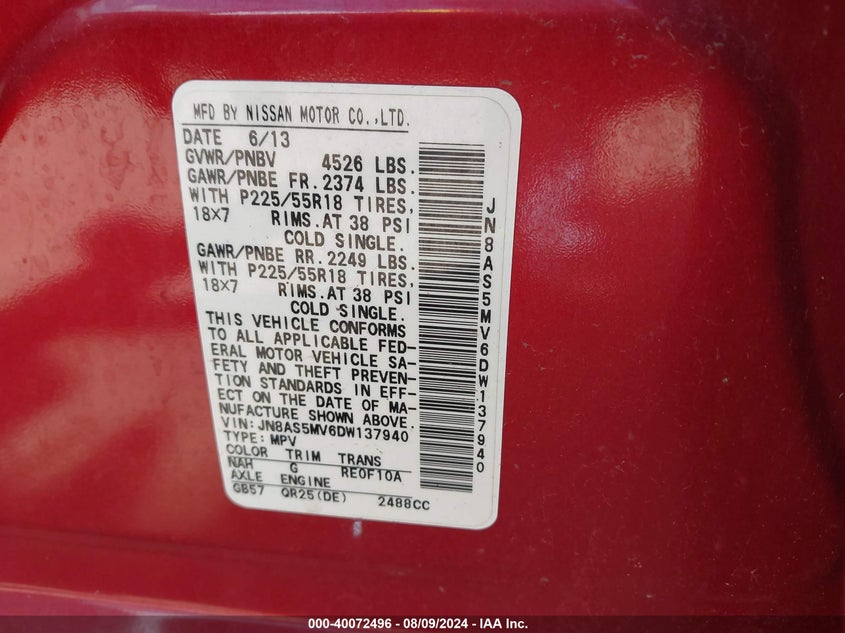 MFD BY NISSAN MOTOR CO.,LTD.
DATE 6/13
GVWR/PNBV 4526 LBS.
GAWR/PNBE FR. 2374 LBS.
WITH P225/55R18 TIRES,
18X7 RIMS.AT 38 PSI
COLD SINGLE.
GAWR/PNBE RR. 2249 LBS.
WITH P225/55R18 TIRES,
18X7 RIMS.AT 38 PSI
COLD SINGLE.
THIS VEHICLE CONFORMS
TO ALL APPLICABLE FED-
ERAL MOTOR VEHICLE SA-
FETY AND THEFT PREVEN-
TION STANDARDS IN EFF-
ECT ON THE DATE OF MA-
NUFACTURE SHOWN ABOVE.
VIN:JN8AS5MV6DW137940
TYPE:MPV
COLOR TRIM TRANS
NAH G RE0F10A
AXLE ENGINE
GB57 QR25(DE) 2488CC
JN8AS5MV6DW137940
000-40072496 - 08/09/2024 - IAA Inc.